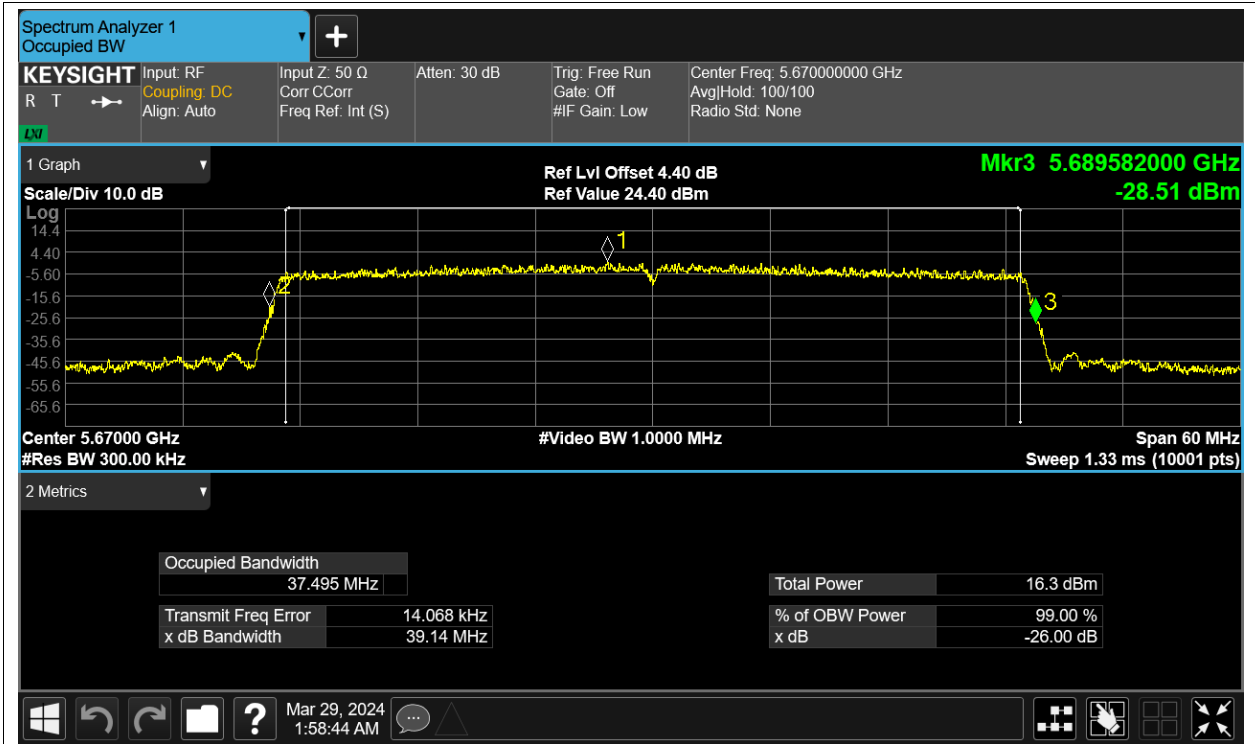 Spectrum Analyzer 1
Occupied BW
+
KEYSIGHT
R T
LXI
Input: RF
Coupling: DC
Align: Auto
Input Z: 50 Ω
Corr CCorr
Freq Ref: Int (S)
Atten: 30 dB
Trig: Free Run
Gate: Off
#IF Gain: Low
Center Freq: 5.670000000 GHz
Avg|Hold: 100/100
Radio Std: None
1 Graph
Scale/Div 10.0 dB
Ref Lvl Offset 4.40 dB
Ref Value 24.40 dBm
Mkr3 5.689582000 GHz
-28.51 dBm
Log
14.4
4.40
-5.60
-15.6
-25.6
-35.6
-45.6
-55.6
-65.6
1
2
3
Center 5.67000 GHz
#Video BW 1.0000 MHz
Span 60 MHz
#Res BW 300.00 kHz
Sweep 1.33 ms (10001 pts)
2 Metrics
Occupied Bandwidth
37.495 MHz
Transmit Freq Error 14.068 kHz
x dB Bandwidth 39.14 MHz
Total Power 16.3 dBm
% of OBW Power 99.00 %
x dB -26.00 dB
?
Mar 29, 2024
1:58:44 AM